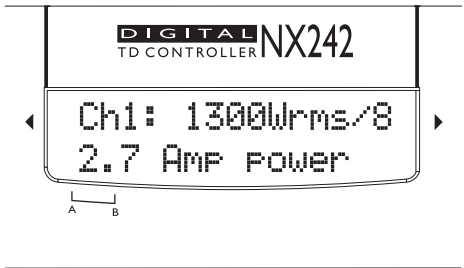 DIGITAL
TD CONTROLLER NX242
Ch1: 1300Wrms/8
2.7 Amp power
A B